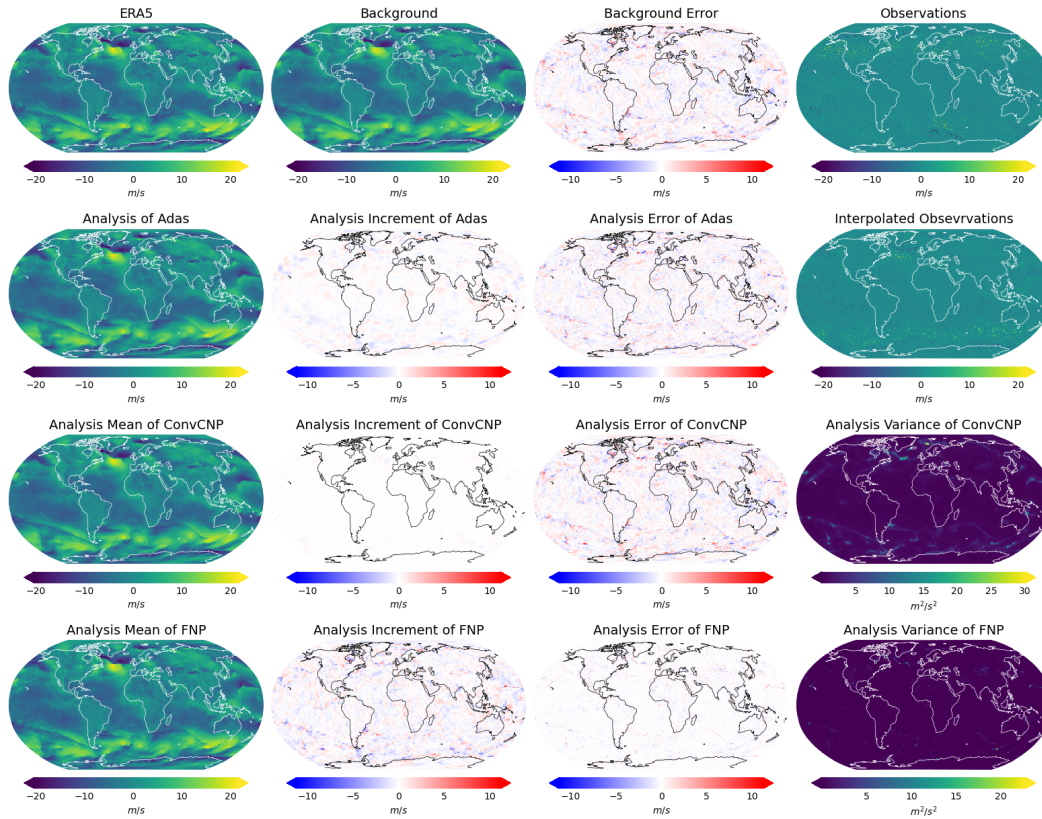 ERA5 Background Background Error Observations
−20 −10 0 10 20 −20 −10 0 10 20 −10 −5 0 5 10 −20 −10 0 10 20
m/s m/s m/s m/s
Analysis of Adas Analysis Increment of Adas Analysis Error of Adas Interpolated Obsevrvations
−20 −10 0 10 20 −10 −5 0 5 10 −10 −5 0 5 10 −20 −10 0 10 20
m/s m/s m/s m/s
Analysis Mean of ConvCNP Analysis Increment of ConvCNP Analysis Error of ConvCNP Analysis Variance of ConvCNP
−20 −10 0 10 20 −10 −5 0 5 10 −10 −5 0 5 10 5 10 15 20 25 30
m/s m/s m/s m²/s²
Analysis Mean of FNP Analysis Increment of FNP Analysis Error of FNP Analysis Variance of FNP
−20 −10 0 10 20 −10 −5 0 5 10 −10 −5 0 5 10 5 10 15 20
m/s m/s m/s m²/s²